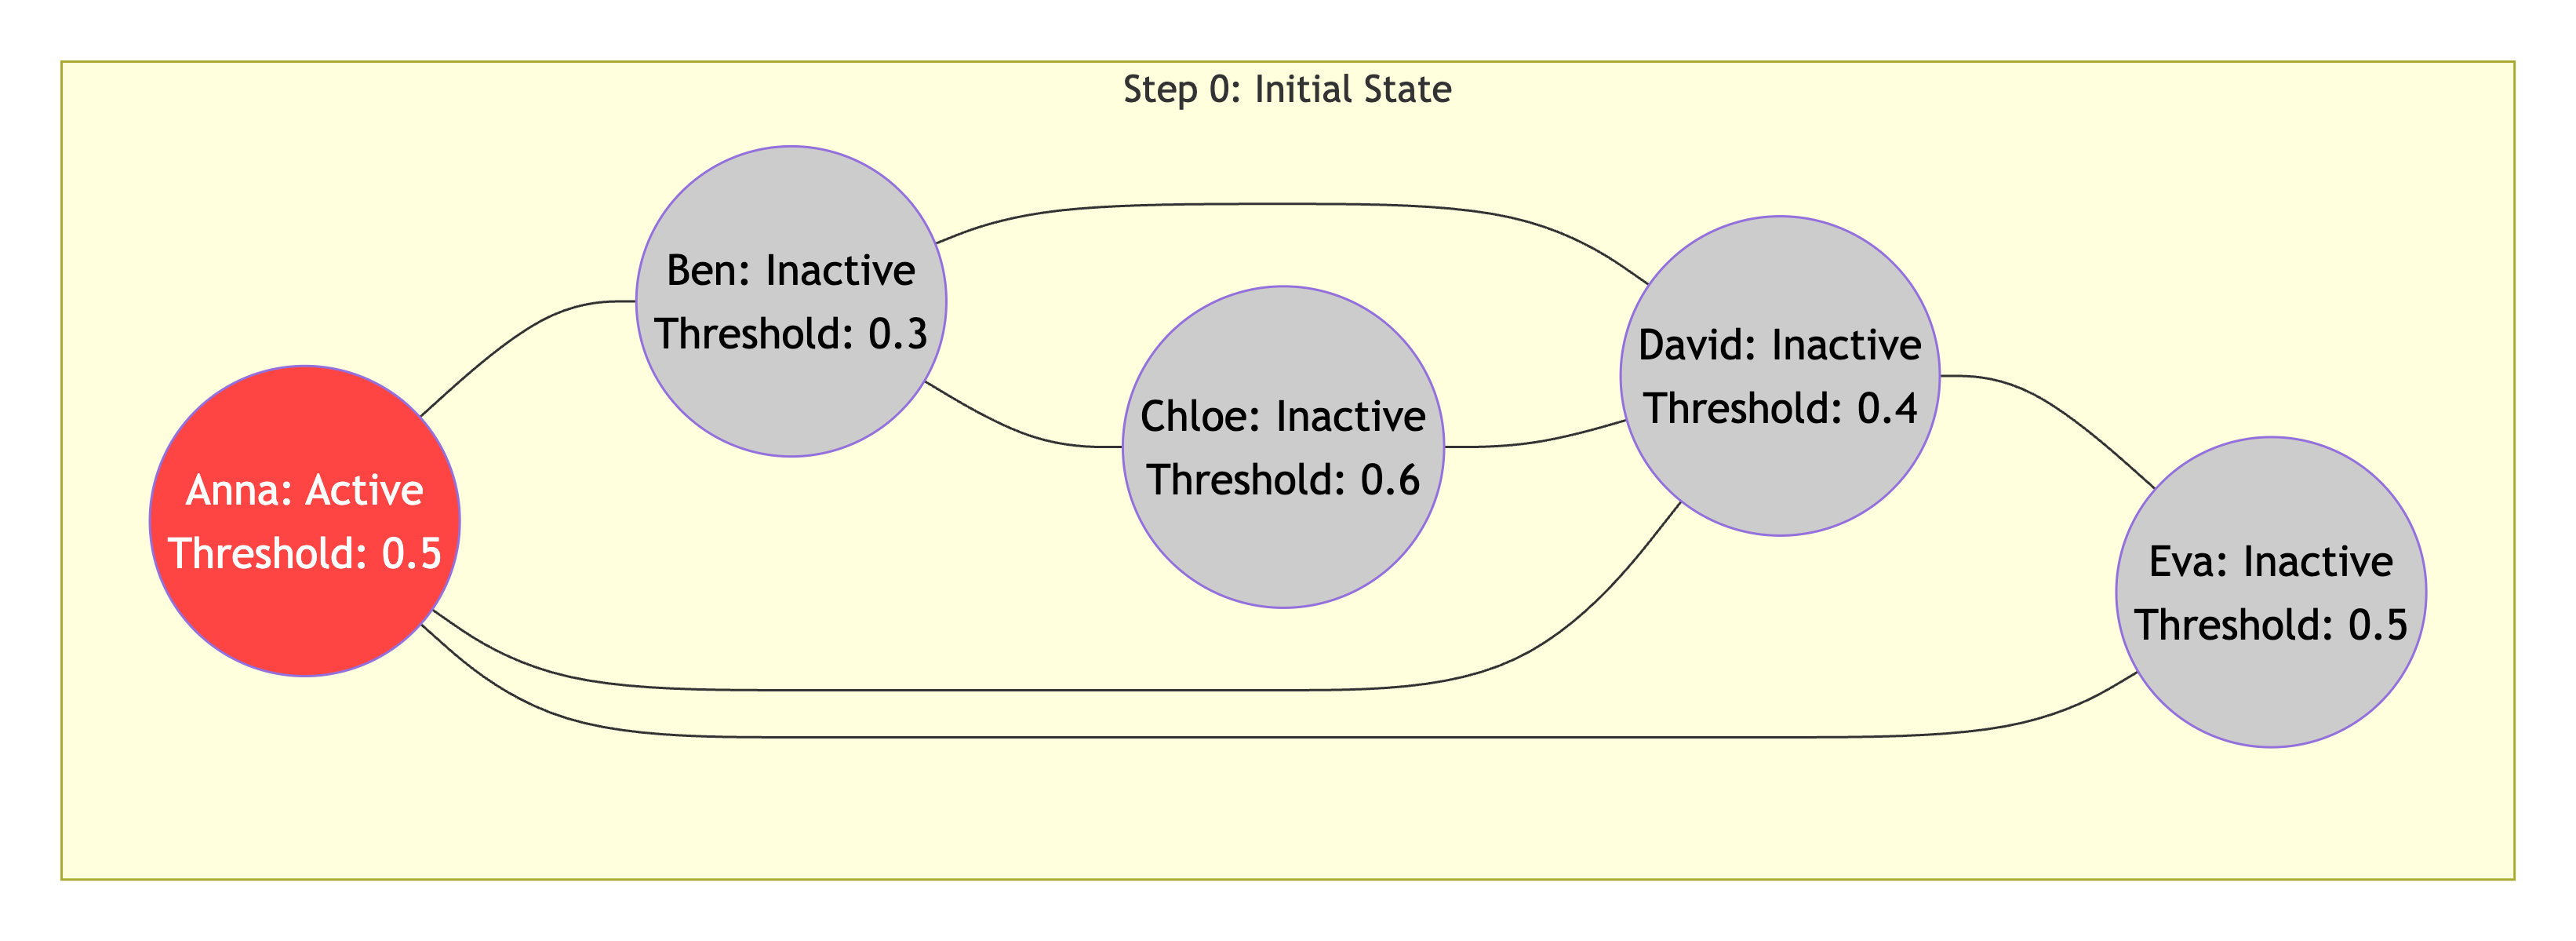 Step 0: Initial State
Anna: Active
Threshold: 0.5
Ben: Inactive
Threshold: 0.3
Chloe: Inactive
Threshold: 0.6
David: Inactive
Threshold: 0.4
Eva: Inactive
Threshold: 0.5